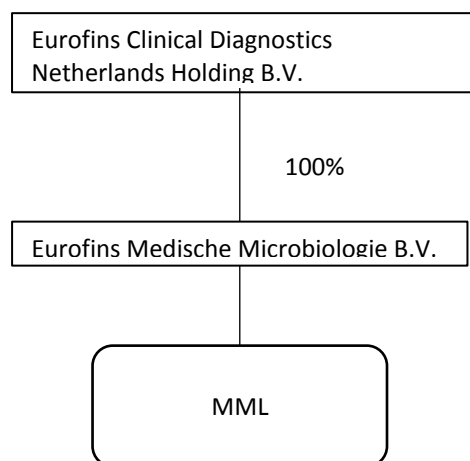 Eurofins Clinical Diagnostics
Netherlands Holding B.V.
100%
Eurofins Medische Microbiologie B.V.
MML